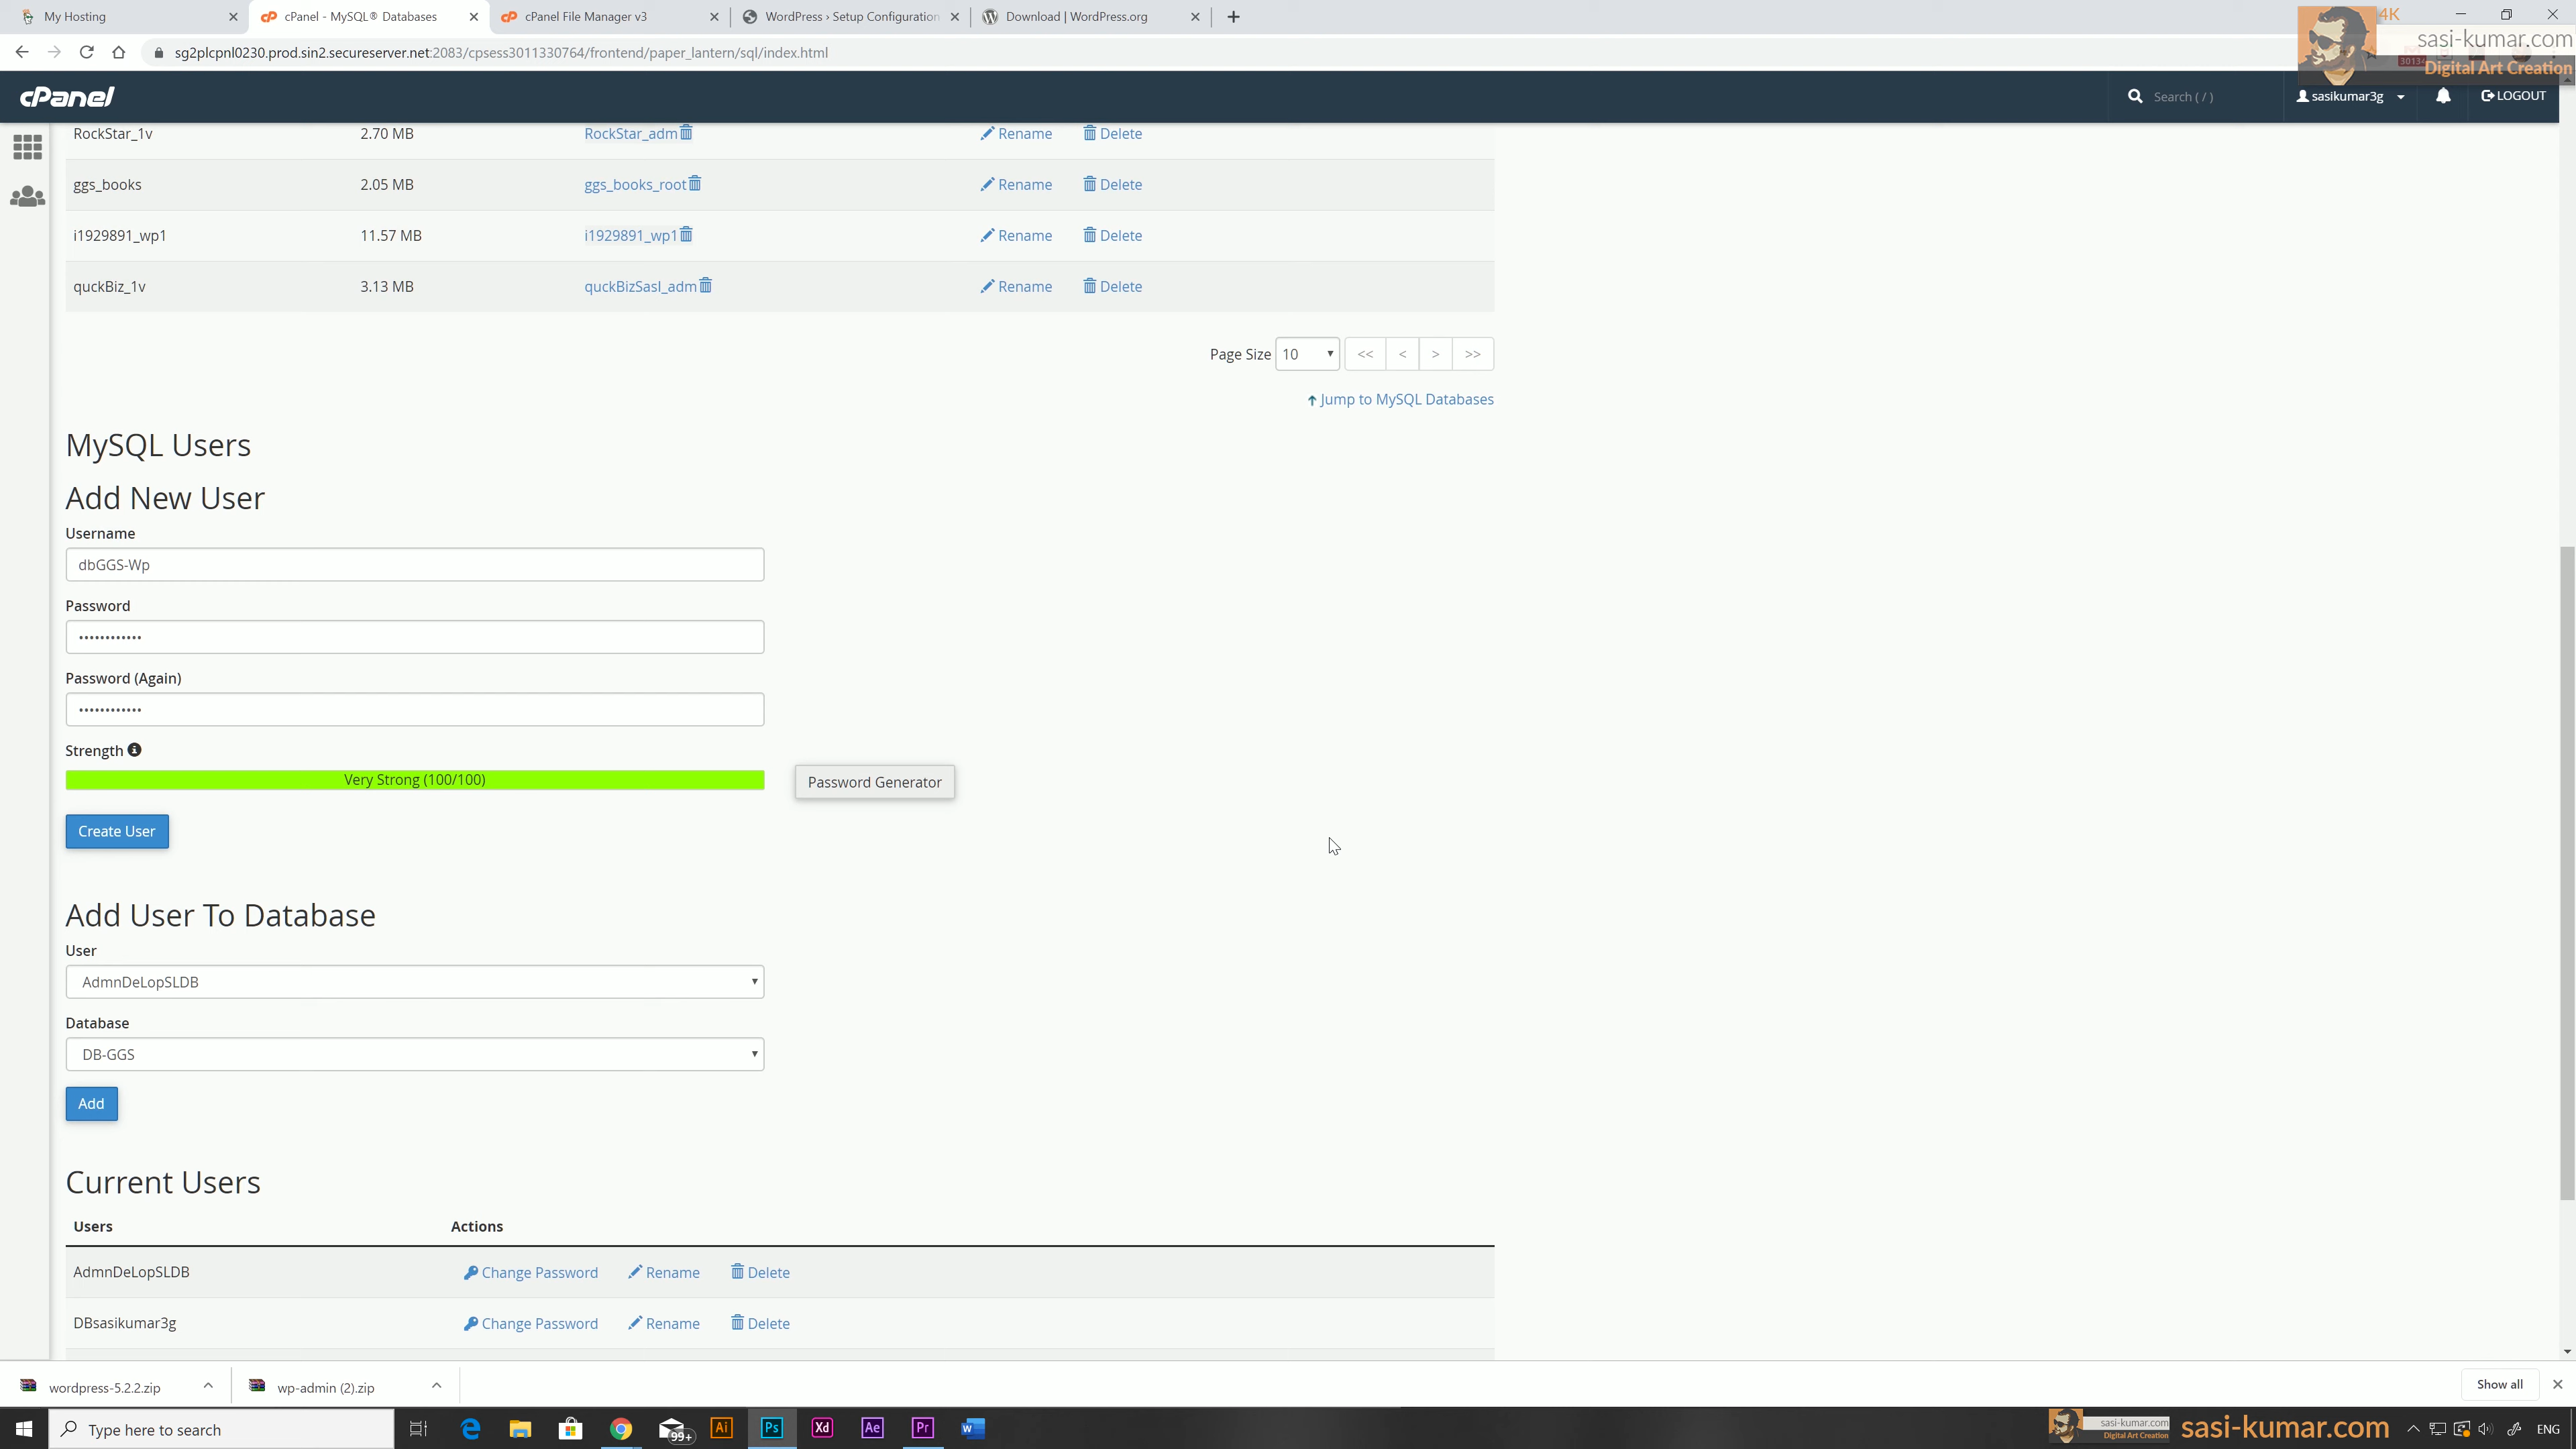 My Hosting
cPanel - MySQL® Databases
cPanel File Manager v3
WordPress › Setup Configuration
Download | WordPress.org
4K
sasi-kumar.com
Digital Art Creation
sg2plcpnl0230.prod.sin2.secureserver.net:2083/cpsess3011330764/frontend/paper_lantern/sql/index.html
cPanel
Search ( / )
sasikumar3g
LOGOUT
RockStar_1v 2.70 MB RockStar_adm Rename Delete
ggs_books 2.05 MB ggs_books_root Rename Delete
i1929891_wp1 11.57 MB i1929891_wp1 Rename Delete
quckBiz_1v 3.13 MB quckBizSasI_adm Rename Delete
Page Size 10 << < > >>
Jump to MySQL Databases
MySQL Users
Add New User
Username
dbGGS-Wp
Password
••••••••••••
Password (Again)
••••••••••••
Strength
Very Strong (100/100)
Password Generator
Create User
Add User To Database
User
AdmnDeLopSLDB
Database
DB-GGS
Add
Current Users
Users Actions
AdmnDeLopSLDB Change Password Rename Delete
DBsasikumar3g Change Password Rename Delete
wordpress-5.2.2.zip
wp-admin (2).zip
Show all
Type here to search
99+
Ai
Ps
Xd
Ae
Pr
W
sasi-kumar.com
Digital Art Creation
sasi-kumar.com
ENG